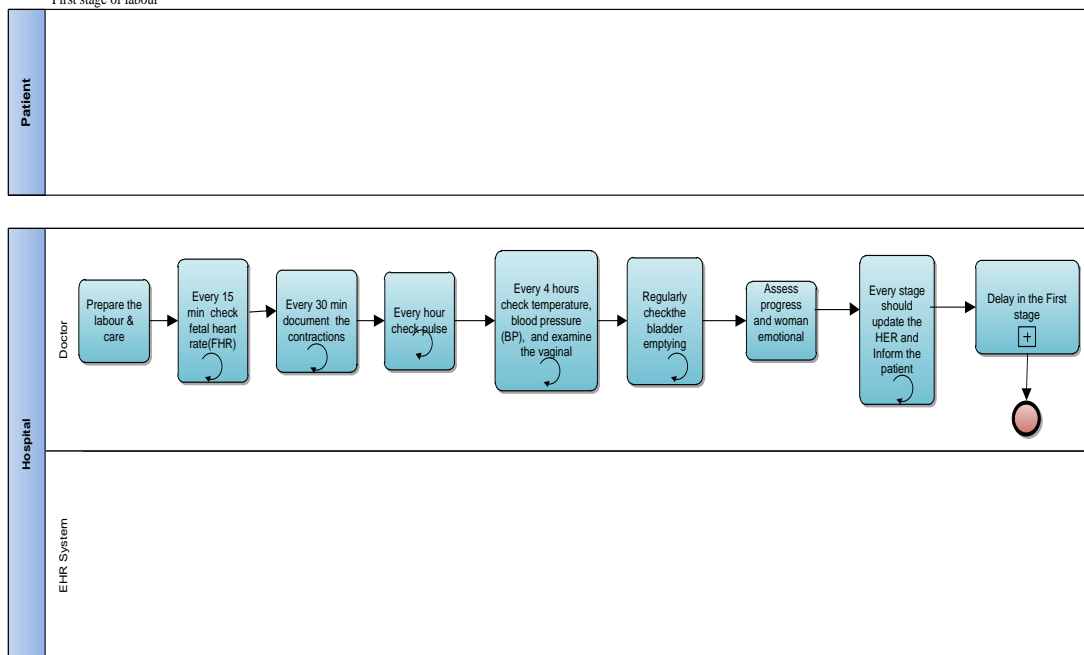 First stage of labour
Patient
Hospital
Doctor
EHR System
Prepare the
labour &
care
Every 15
min check
fetal heart
rate(FHR)
Every 30 min
document the
contractions
Every hour
check pulse
Every 4 hours
check temperature,
blood pressure
(BP), and examine
the vaginal
Regularly
checkthe
bladder
emptying
Assess
progress
and woman
emotional
Every stage
should
update the
HER and
Inform the
patient
Delay in the First
stage
+